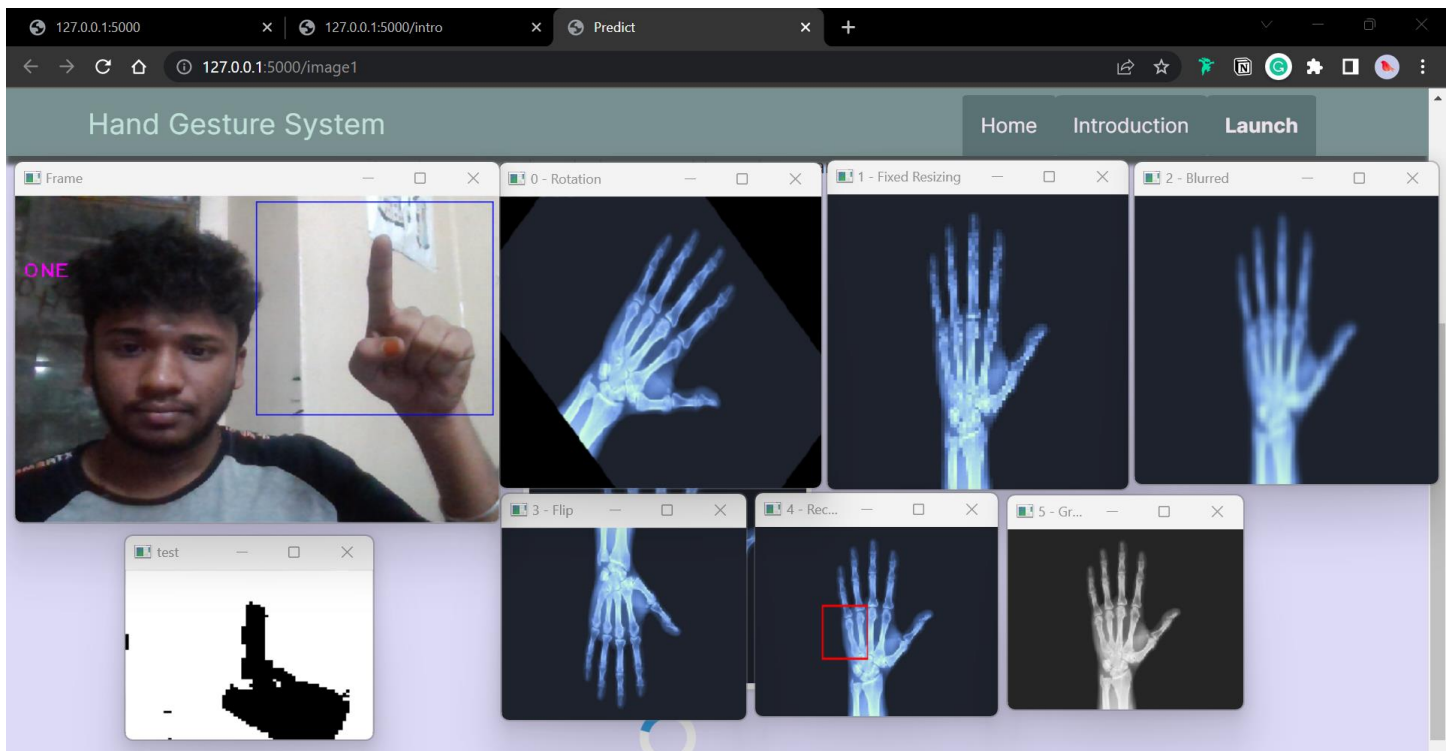 127.0.0.1:5000
127.0.0.1:5000/intro
Predict
127.0.0.1:5000/image1
Hand Gesture System
Home
Introduction
Launch
Frame
0 - Rotation
1 - Fixed Resizing
2 - Blurred
ONE
3 - Flip
4 - Rec...
5 - Gr...
test